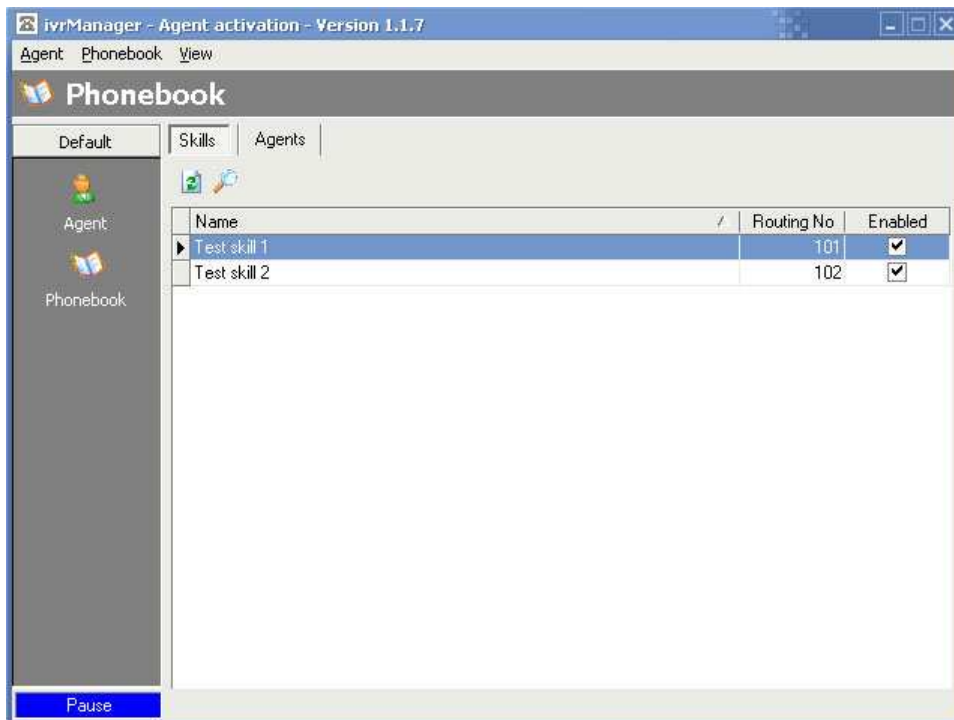 ivrManager - Agent activation - Version 1.1.7
Agent Phonebook View
Phonebook
Default
Skills Agents
Agent
Phonebook
Name / Routing No Enabled
Test skill 1 101
Test skill 2 102
Pause